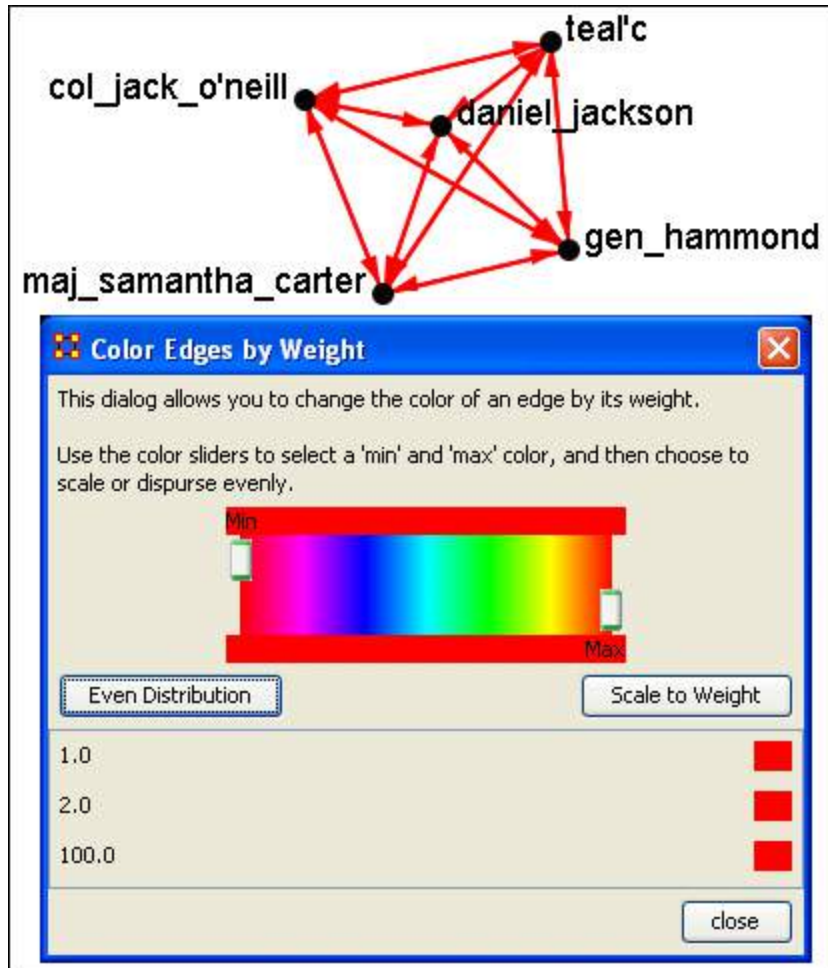 teal'c
col_jack_o'neill
daniel_jackson
gen_hammond
maj_samantha_carter
Color Edges by Weight
This dialog allows you to change the color of an edge by its weight.
Use the color sliders to select a 'min' and 'max' color, and then choose to
scale or dispurse evenly.
Min
Max
Even Distribution
Scale to Weight
1.0
2.0
100.0
close